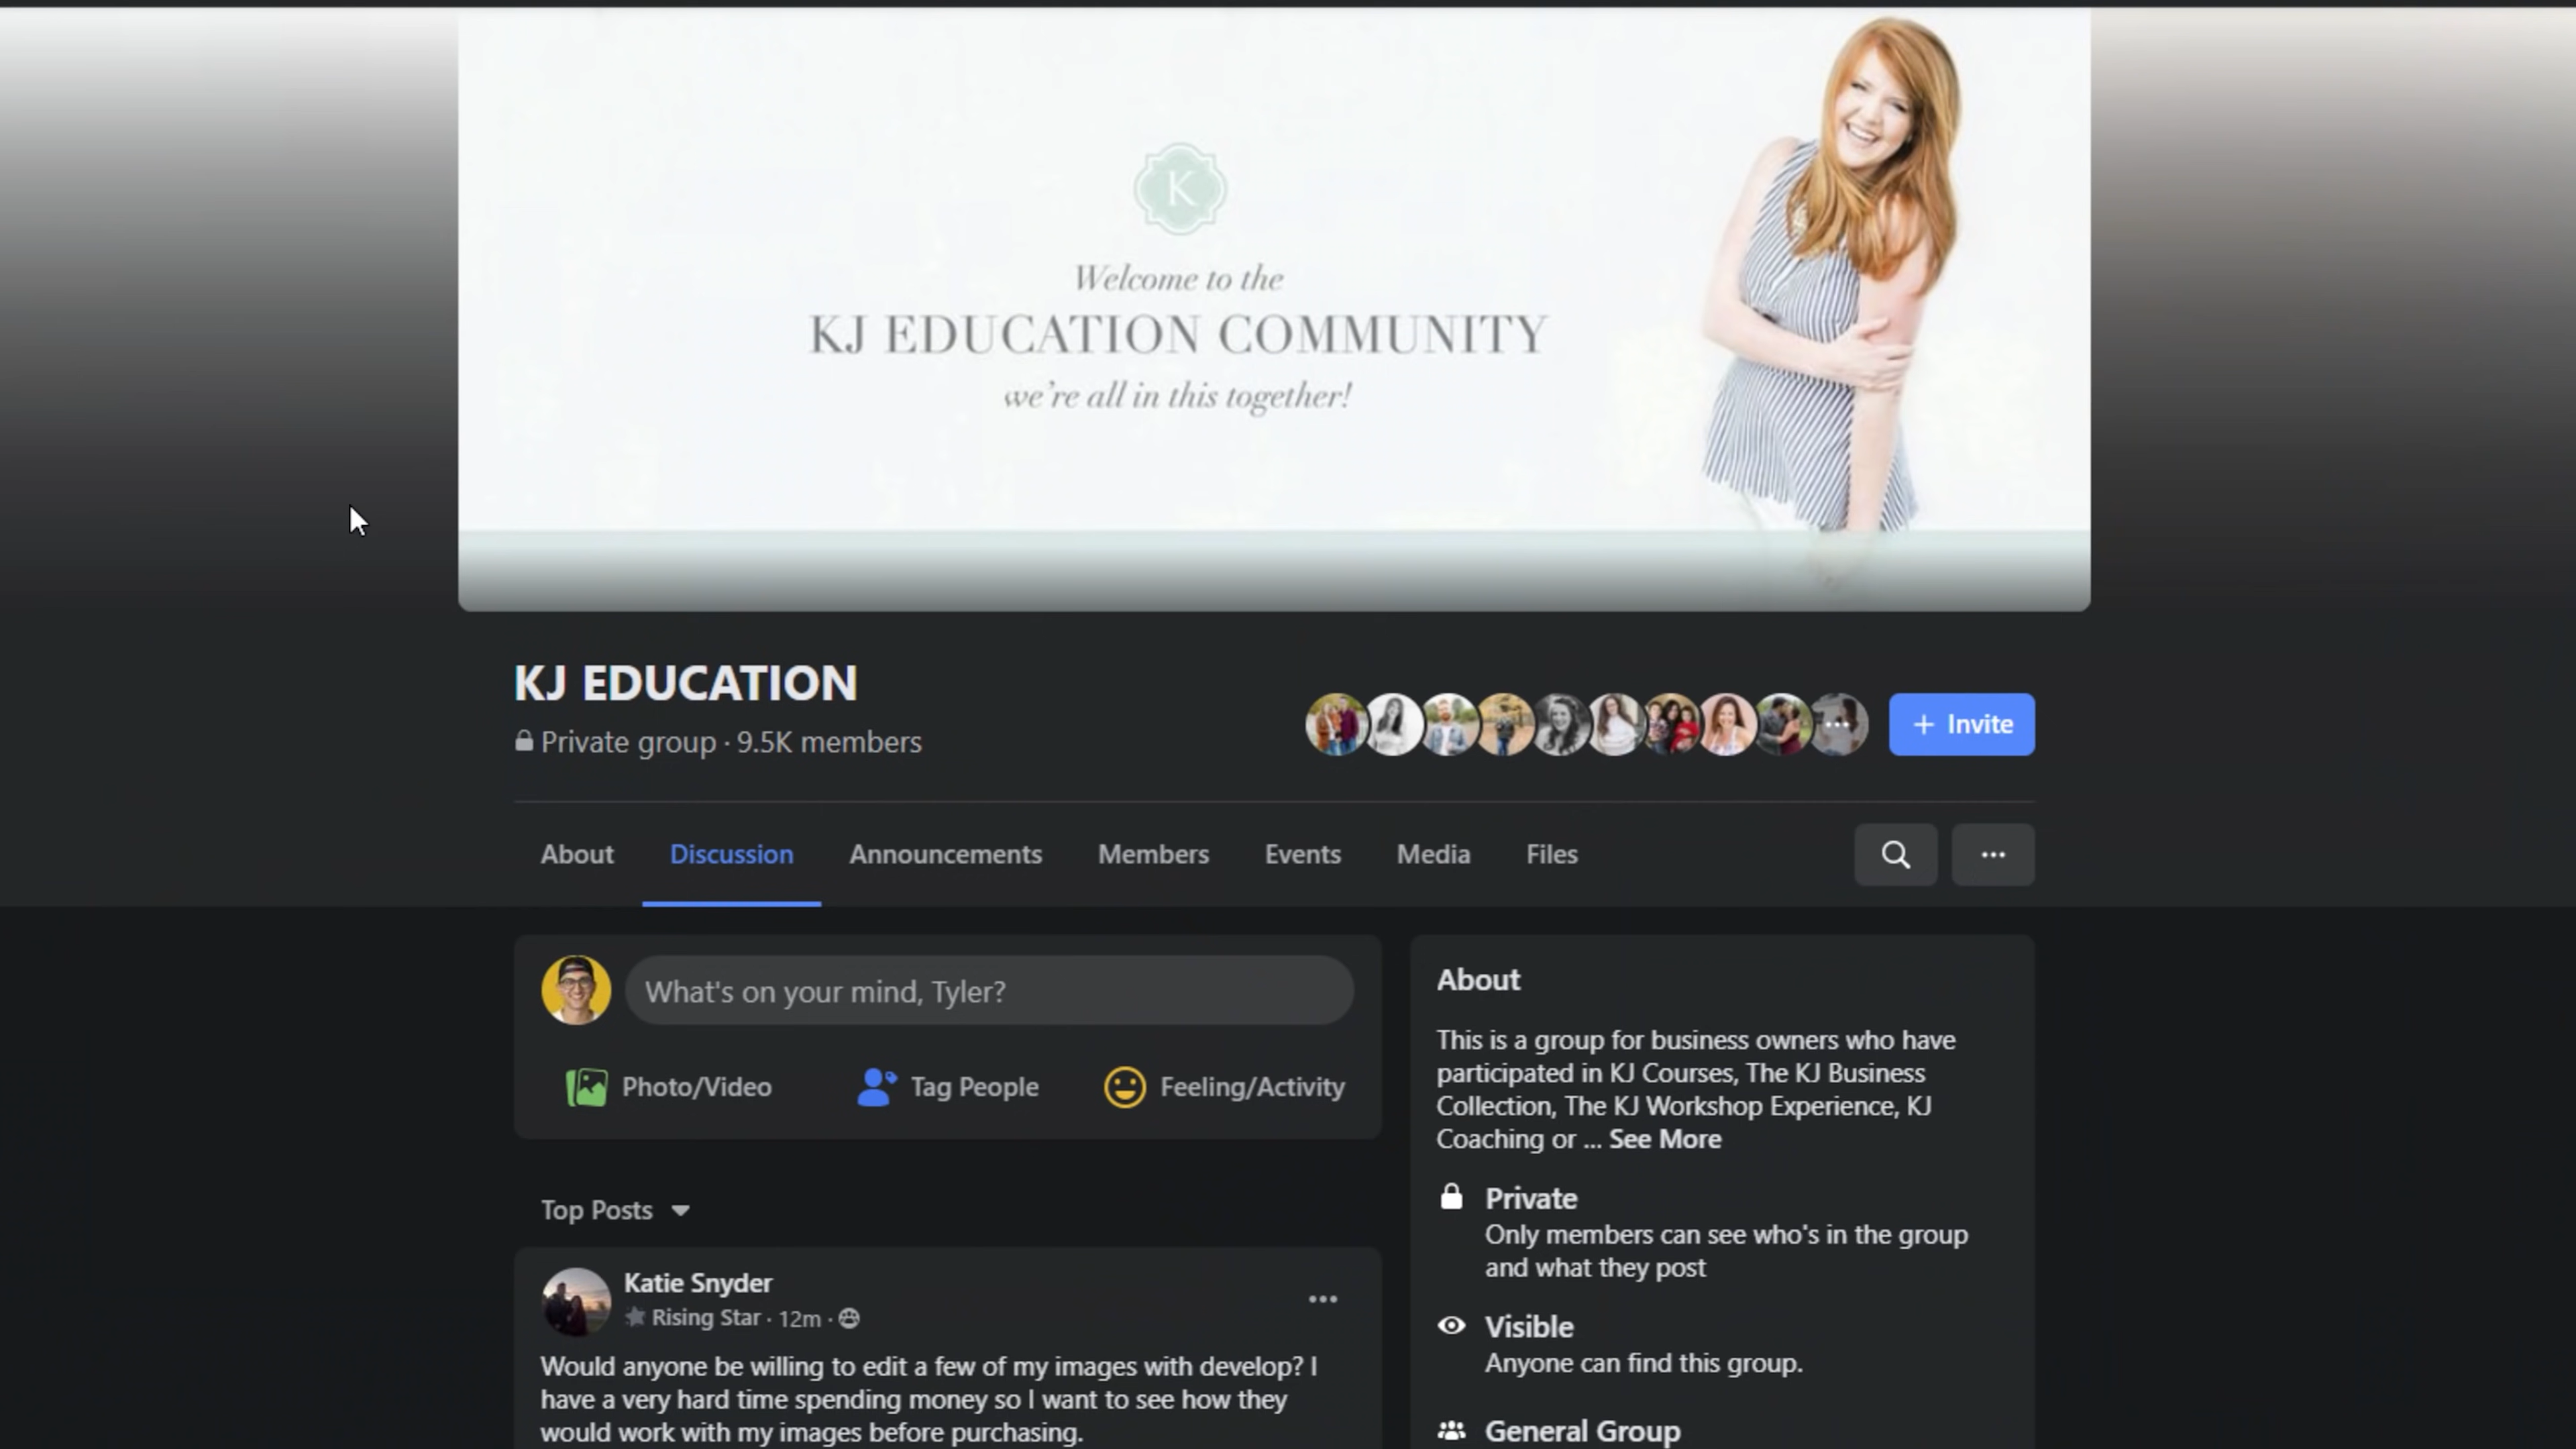 K
Welcome to the
KJ EDUCATION COMMUNITY
we're all in this together!
KJ EDUCATION
Private group · 9.5K members
+ Invite
About
Discussion
Announcements
Members
Events
Media
Files
What's on your mind, Tyler?
Photo/Video
Tag People
Feeling/Activity
Top Posts
Katie Snyder
Rising Star · 12m ·
Would anyone be willing to edit a few of my images with develop? I
have a very hard time spending money so I want to see how they
would work with my images before purchasing.
About
This is a group for business owners who have
participated in KJ Courses, The KJ Business
Collection, The KJ Workshop Experience, KJ
Coaching or ... See More
Private
Only members can see who's in the group
and what they post
Visible
Anyone can find this group.
General Group